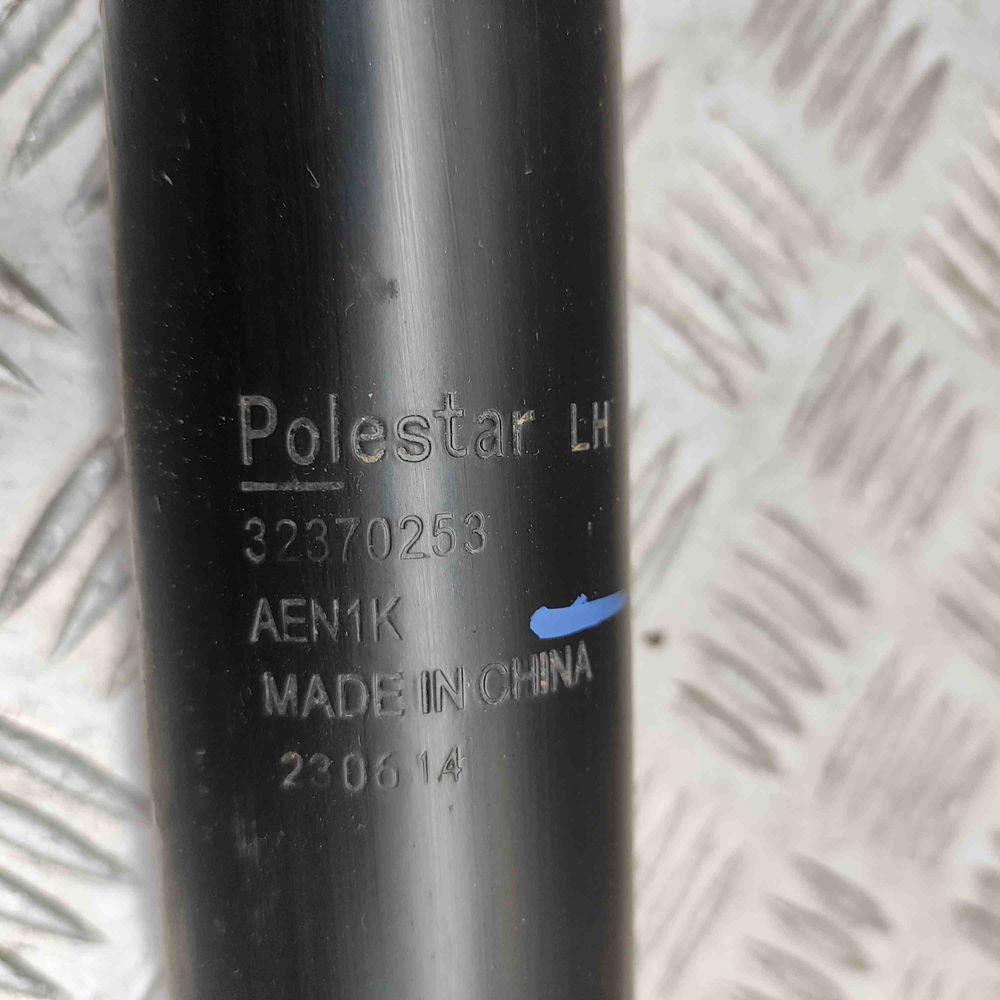 Polestar LH
32370253
AEN1K
MADE IN CHINA
230614